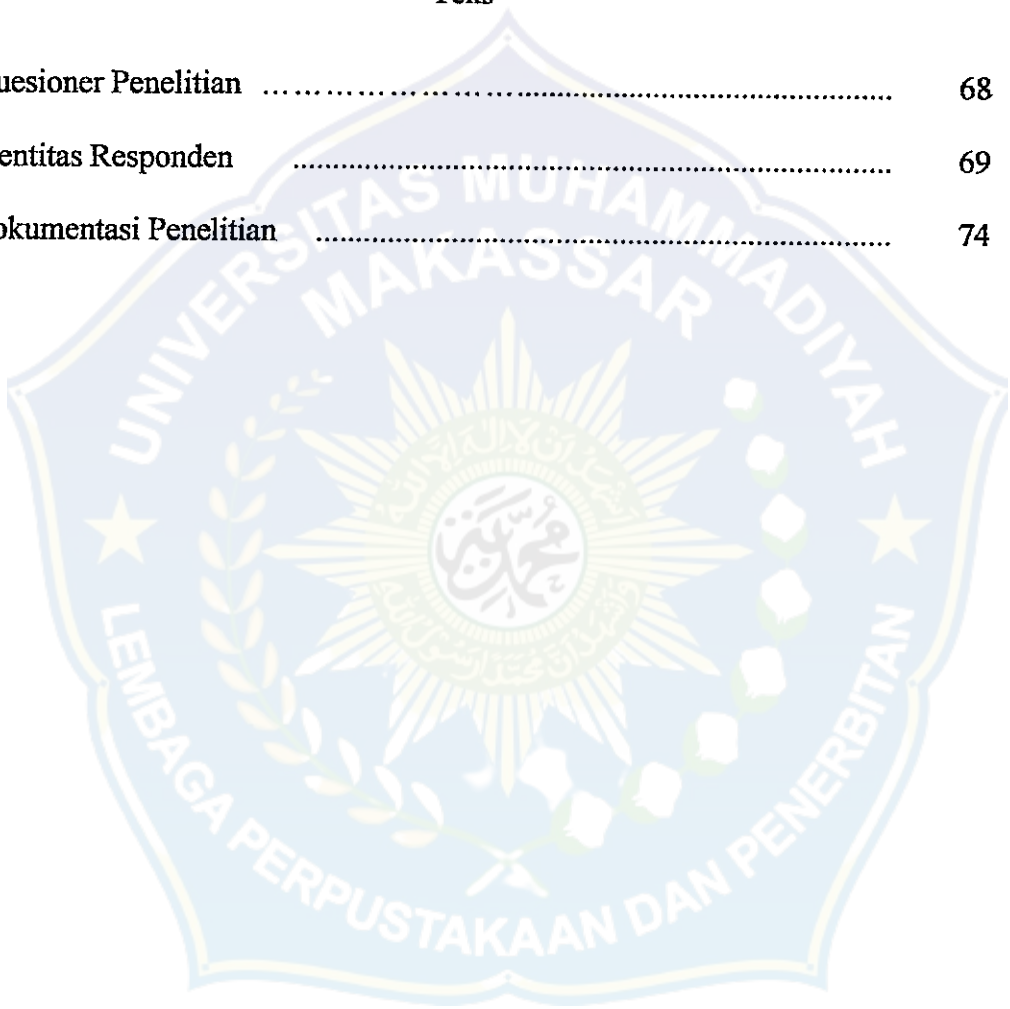 Teks
uesioner Penelitian ........................................................................ 68
entitas Responden ........................................................................ 69
okumentasi Penelitian ........................................................................ 74
UNIVERSITAS MUHAMMADIYAH
MAKASSAR
LEMBAGA PERPUSTAKAAN DAN PENERBITAN